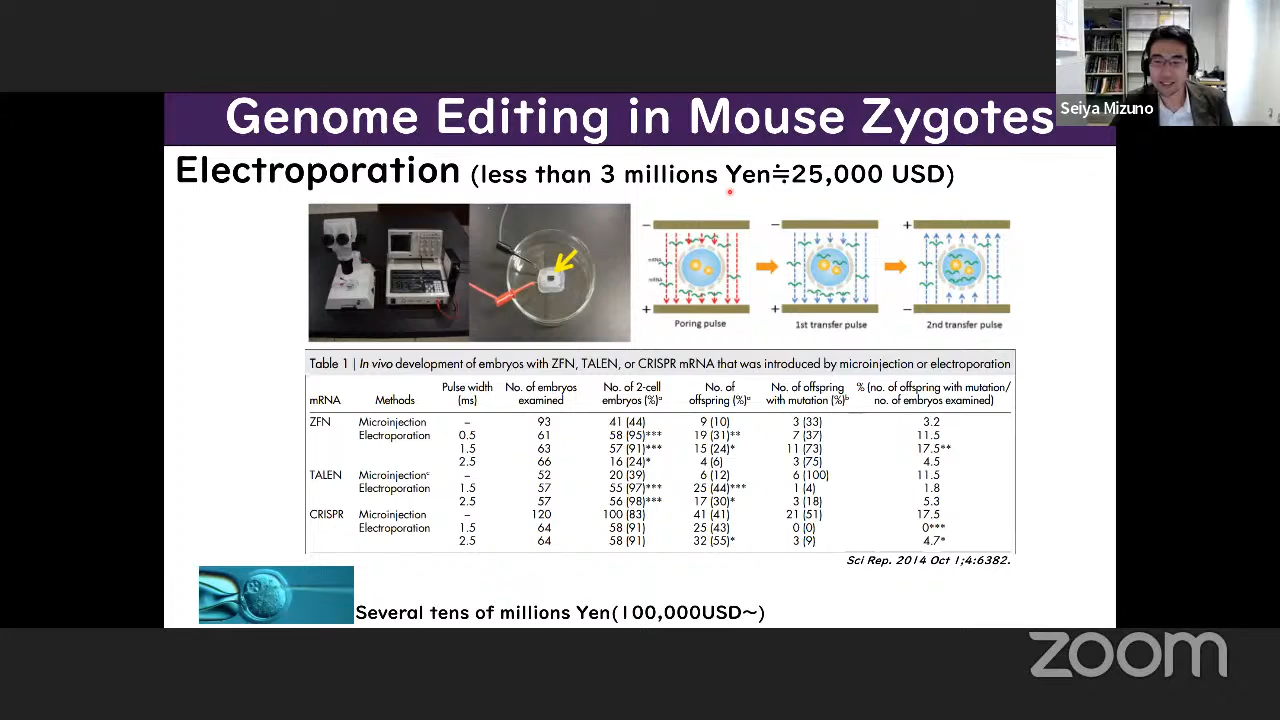 Seiya Mizuno
Genome Editing in Mouse Zygotes
Electroporation (less than 3 millions Yen≒25,000 USD)
− − +
mRNA
mRNA
+ + −
Poring pulse 1st transfer pulse 2nd transfer pulse
Table 1 | In vivo development of embryos with ZFN, TALEN, or CRISPR mRNA that was introduced by microinjection or electroporation
Pulse width No. of embryos No. of 2-cell No. of No. of offspring % (no. of offspring with mutation/
mRNA Methods (ms) examined embryos (%)ᵃ offspring (%)ᵃ with mutation (%)ᵇ no. of embryos examined)
ZFN Microinjection – 93 41 (44) 9 (10) 3 (33) 3.2
Electroporation 0.5 61 58 (95)*** 19 (31)** 7 (37) 11.5
1.5 63 57 (91)*** 15 (24)* 11 (73) 17.5**
2.5 66 16 (24)* 4 (6) 3 (75) 4.5
TALEN Microinjectionᶜ – 52 20 (39) 6 (12) 6 (100) 11.5
Electroporation 1.5 57 55 (97)*** 25 (44)*** 1 (4) 1.8
2.5 57 56 (98)*** 17 (30)* 3 (18) 5.3
CRISPR Microinjection – 120 100 (83) 41 (41) 21 (51) 17.5
Electroporation 1.5 64 58 (91) 25 (43) 0 (0) 0***
2.5 64 58 (91) 32 (55)* 3 (9) 4.7*
Sci Rep. 2014 Oct 1;4:6382.
Several tens of millions Yen(100,000USD～)
zoom